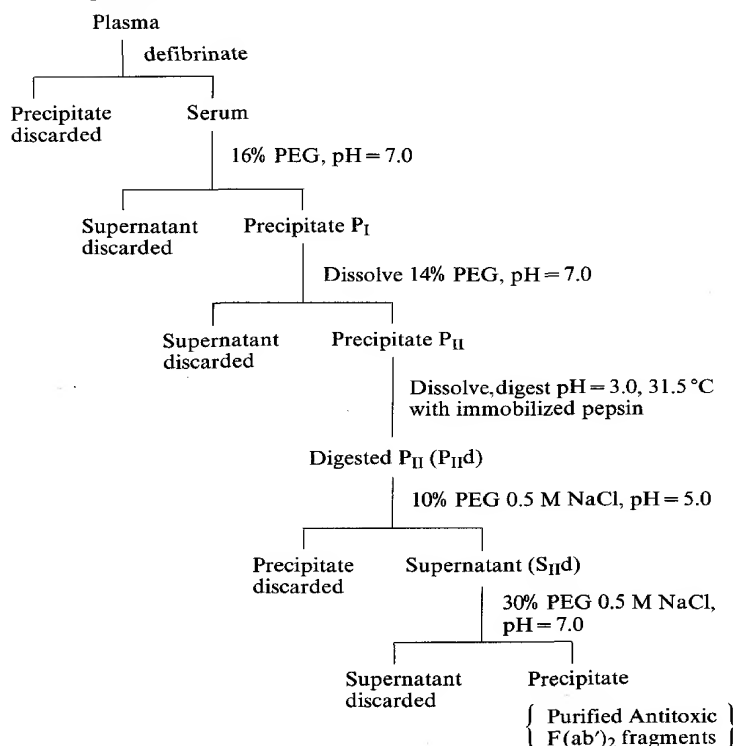 Plasma
defibrinate
Precipitate
discarded
Serum
16% PEG, pH = 7.0
Supernatant
discarded
Precipitate P_I
Dissolve 14% PEG, pH = 7.0
Supernatant
discarded
Precipitate P_II
Dissolve, digest pH = 3.0, 31.5 °C
with immobilized pepsin
Digested P_II (P_IId)
10% PEG 0.5 M NaCl, pH = 5.0
Precipitate
discarded
Supernatant (S_IId)
30% PEG 0.5 M NaCl,
pH = 7.0
Supernatant
discarded
Precipitate
{ Purified Antitoxic }
{ F(ab′)₂ fragments }